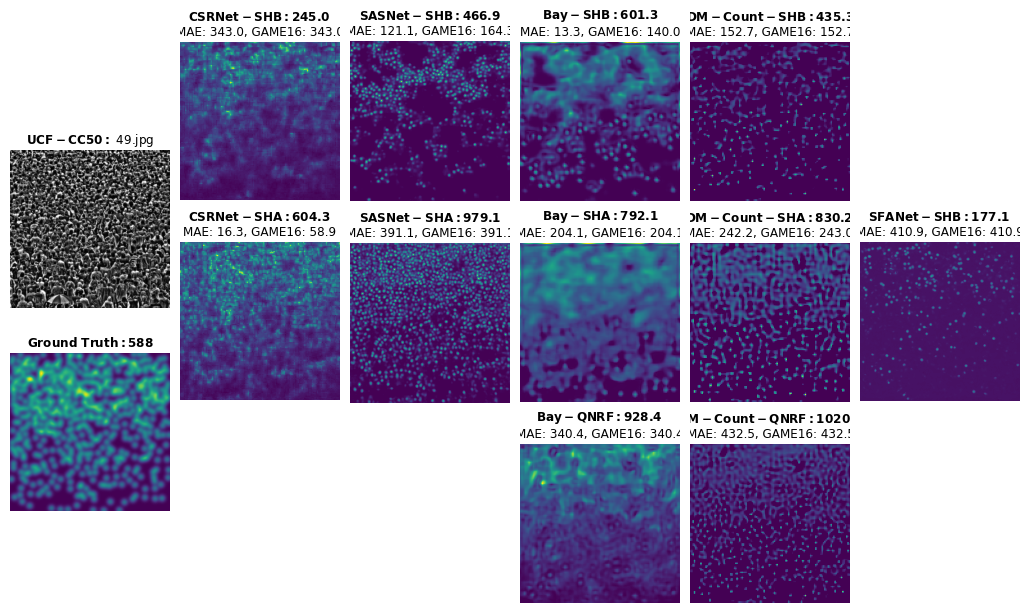 CSRNet-SHB: 245.0
MAE: 343.0, GAME16: 343.0
SASNet-SHB: 466.9
MAE: 121.1, GAME16: 164.3
Bay-SHB: 601.3
MAE: 13.3, GAME16: 140.0
DM-Count-SHB: 435.3
MAE: 152.7, GAME16: 152.7
UCF-CC50: 49.jpg
CSRNet-SHA: 604.3
MAE: 16.3, GAME16: 58.9
SASNet-SHA: 979.1
MAE: 391.1, GAME16: 391.1
Bay-SHA: 792.1
MAE: 204.1, GAME16: 204.1
DM-Count-SHA: 830.2
MAE: 242.2, GAME16: 243.0
SFANet-SHB: 177.1
MAE: 410.9, GAME16: 410.9
Ground Truth: 588
Bay-QNRF: 928.4
MAE: 340.4, GAME16: 340.4
M-Count-QNRF: 1020
MAE: 432.5, GAME16: 432.5